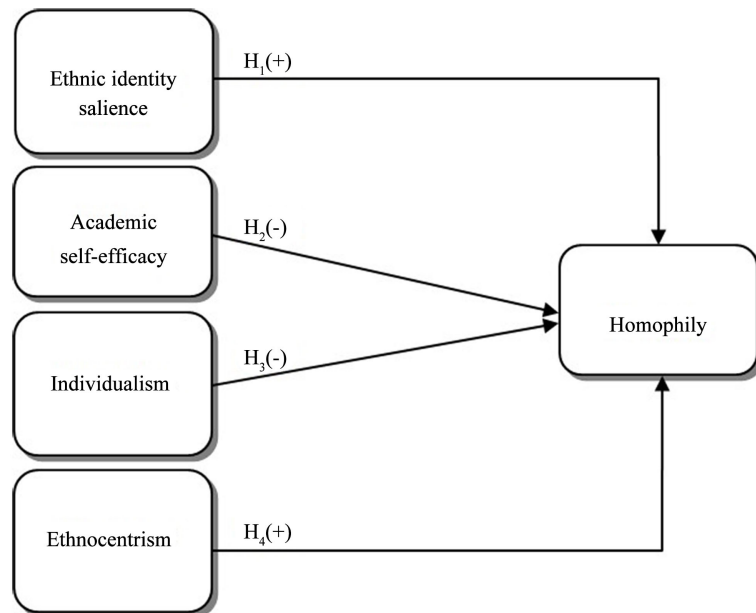 Ethnic identity
salience
H₁(+)
Academic
self-efficacy
H₂(-)
Individualism
H₃(-)
Ethnocentrism
H₄(+)
Homophily